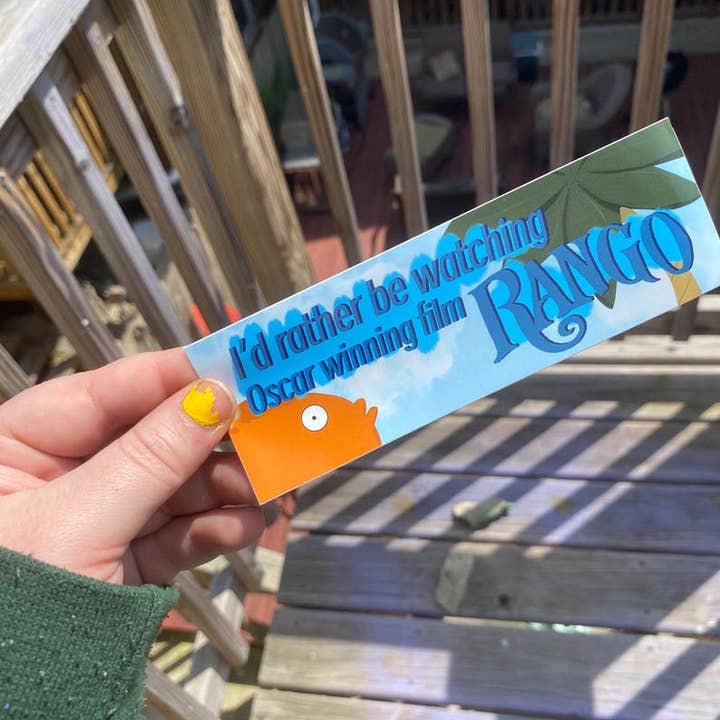 I'd rather be watching
Oscar winning film RANGO